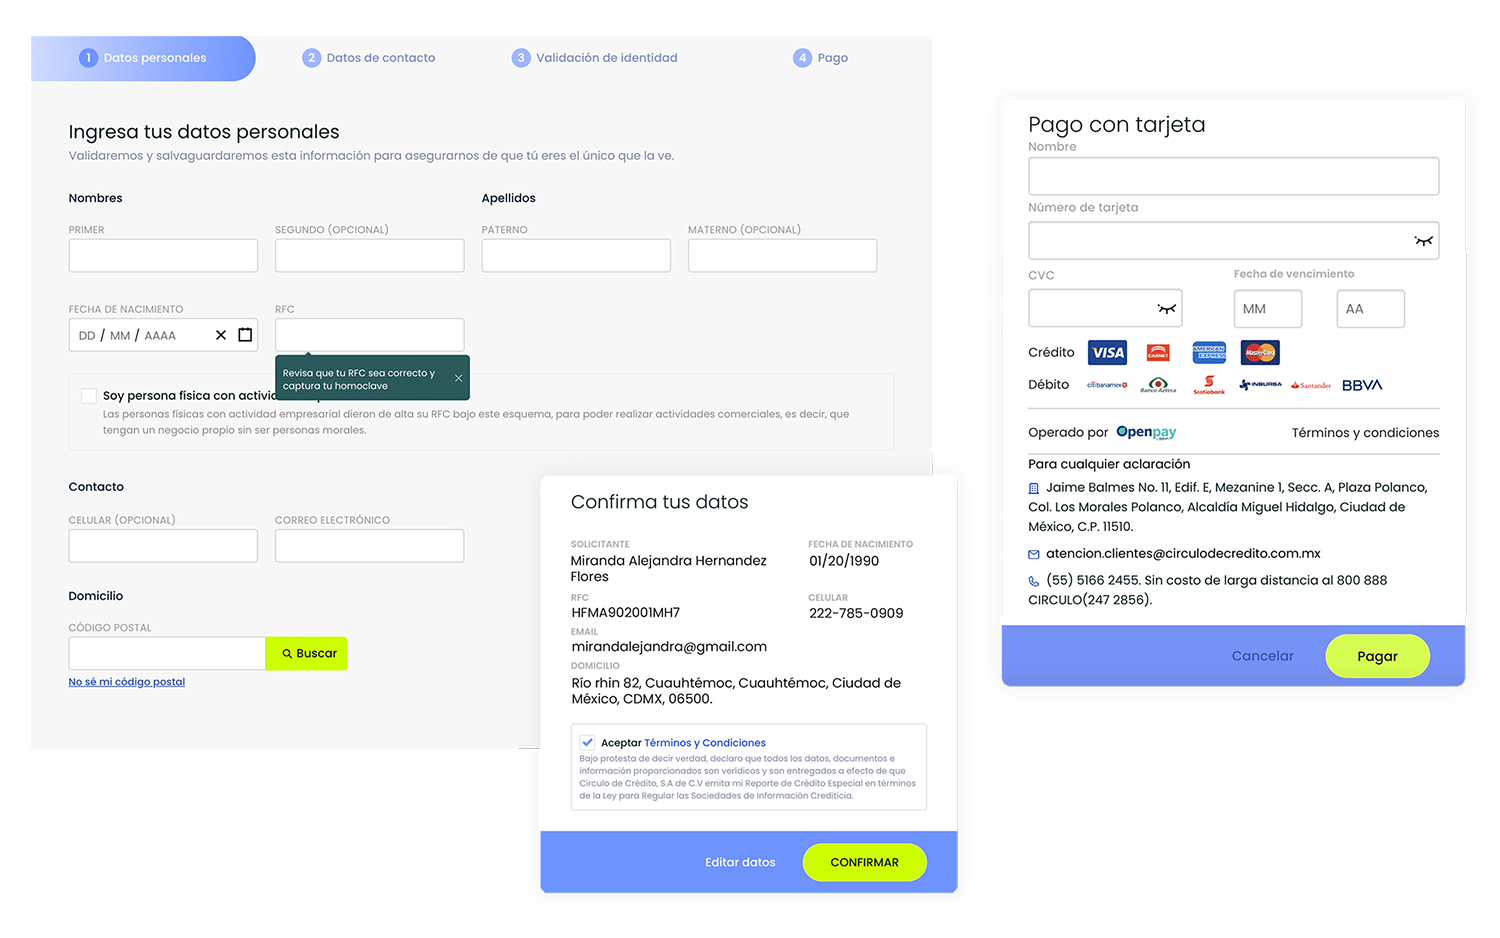 1 Datos personales
2 Datos de contacto
3 Validación de identidad
4 Pago
Ingresa tus datos personales
Validaremos y salvaguardaremos esta información para asegurarnos de que tú eres el único que la ve.
Nombres
Apellidos
PRIMER
SEGUNDO (OPCIONAL)
PATERNO
MATERNO (OPCIONAL)
FECHA DE NACIMIENTO
RFC
DD / MM / AAAA
Revisa que tu RFC sea correcto y
captura tu homoclave
Soy persona física con
Las personas físicas con actividad empresarial dieron de alta su RFC bajo este esquema, para poder realizar actividades comerciales, es decir, que
tengan un negocio propio sin ser personas morales.
Contacto
CELULAR (OPCIONAL)
CORREO ELECTRÓNICO
Domicilio
CÓDIGO POSTAL
Buscar
No sé mi código postal
Confirma tus datos
SOLICITANTE
Miranda Alejandra Hernandez
Flores
FECHA DE NACIMIENTO
01/20/1990
RFC
HFMA902001MH7
CELULAR
222-785-0909
EMAIL
mirandalejandra@gmail.com
DOMICILIO
Río rhin 82, Cuauhtémoc, Cuauhtémoc, Ciudad de
México, CDMX, 06500.
Aceptar Términos y Condiciones
Bajo protesta de decir verdad, declaro que todos los datos, documentos e
información proporcionados son verídicos y son entregados a efecto de que
Círculo de Crédito, S.A de C.V emita mi Reporte de Crédito Especial en términos
de la Ley para Regular las Sociedades de Información Crediticia.
Editar datos
CONFIRMAR
Pago con tarjeta
Nombre
Número de tarjeta
CVC
Fecha de vencimiento
MM
AA
Crédito VISA CARNET AMERICAN EXPRESS MasterCard
Débito citibanamex Banco Azteca Scotiabank INBURSA Santander BBVA
Operado por Openpay
Términos y condiciones
Para cualquier aclaración
Jaime Balmes No. 11, Edif. E, Mezanine 1, Secc. A, Plaza Polanco,
Col. Los Morales Polanco, Alcaldía Miguel Hidalgo, Ciudad de
México, C.P. 11510.
atencion.clientes@circulodecredito.com.mx
(55) 5166 2455. Sin costo de larga distancia al 800 888
CIRCULO(247 2856).
Cancelar
Pagar